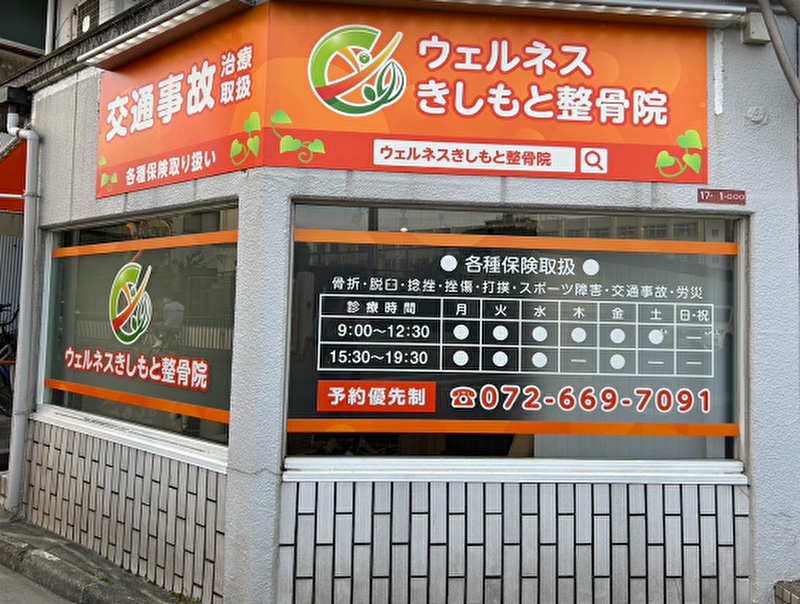 交通事故 治療取扱
各種保険取り扱い
ウェルネス
きしもと整骨院
ウェルネスきしもと整骨院
ウェルネスきしもと整骨院
●各種保険取扱●
骨折・脱臼・捻挫・挫傷・打撲・スポーツ障害・交通事故・労災
診療時間 月 火 水 木 金 土 日・祝
9:00〜12:30 ● ● ● ● ● ● ―
15:30〜19:30 ● ● ● ― ● ― ―
予約優先制 ☎072-669-7091